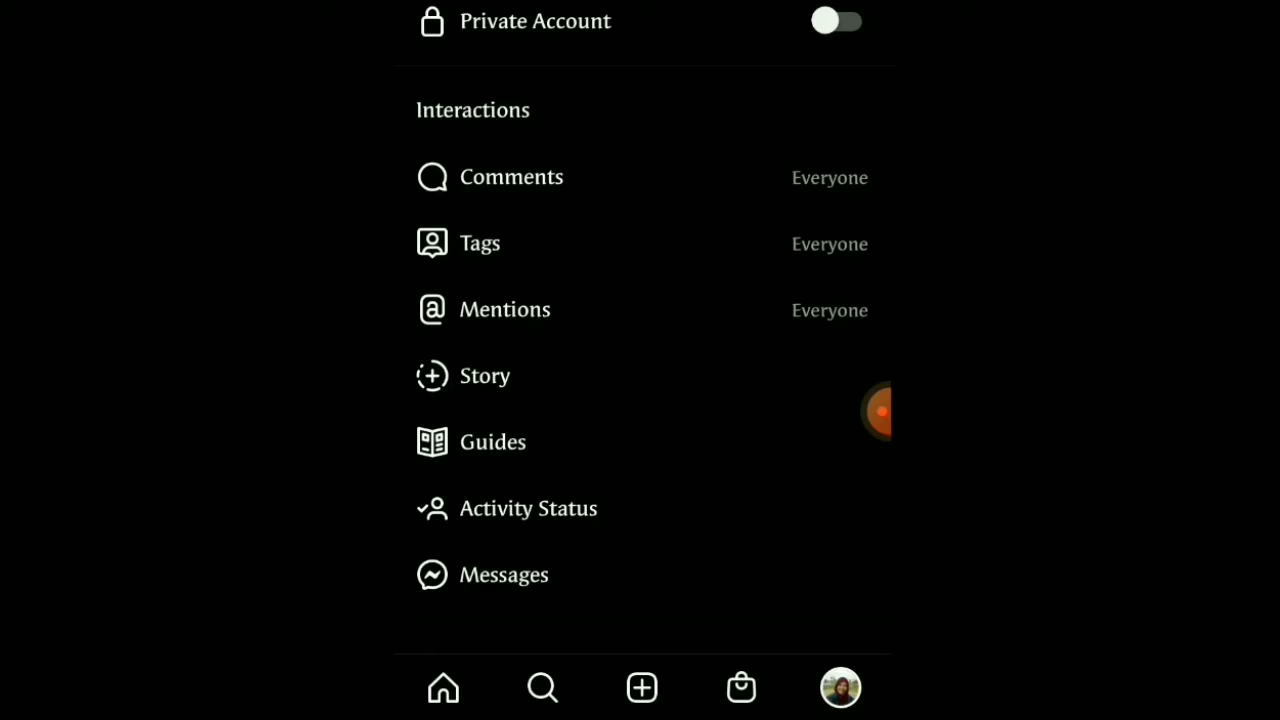 Private Account
Interactions
Comments Everyone
Tags Everyone
Mentions Everyone
Story
Guides
Activity Status
Messages